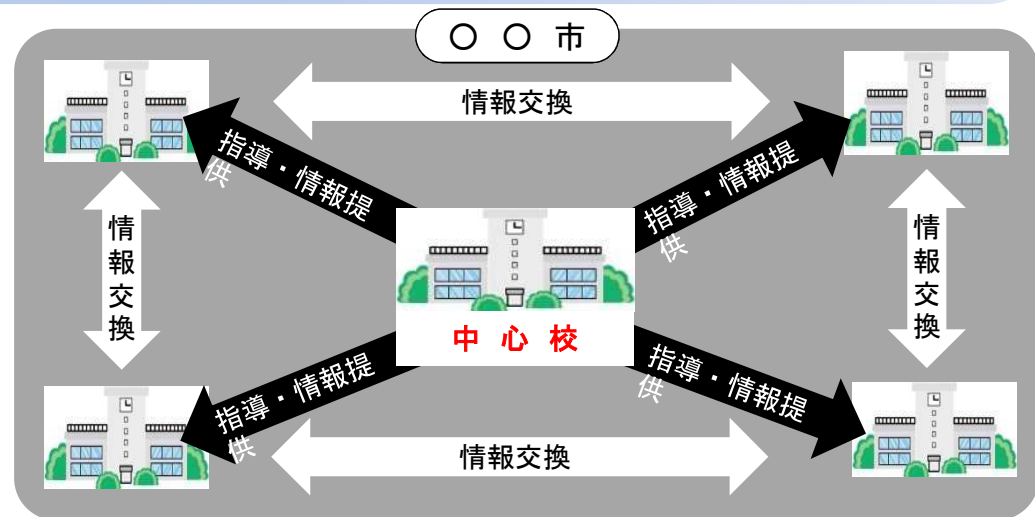 〇 〇 市
情報交換
指導・情報提
供
指導・情報提
供
情報交換
情報交換
中 心 校
指導・情報提
供
指導・情報提
供
情報交換